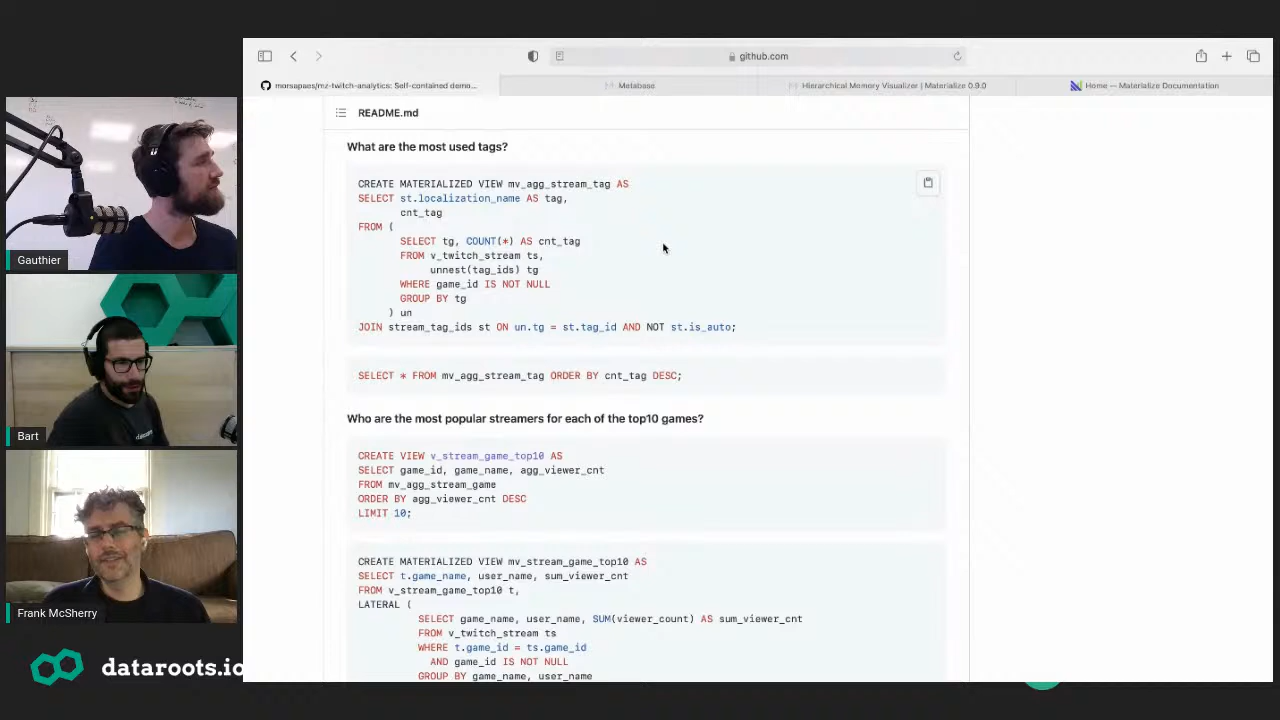 github.com
morsapaes/mz-twitch-analytics: Self-contained demo...
Metabase
Hierarchical Memory Visualizer | Materialize 0.9.0
Home — Materialize Documentation
README.md
What are the most used tags?
CREATE MATERIALIZED VIEW mv_agg_stream_tag AS
SELECT st.localization_name AS tag,
cnt_tag
FROM (
SELECT tg, COUNT(*) AS cnt_tag
FROM v_twitch_stream ts,
unnest(tag_ids) tg
WHERE game_id IS NOT NULL
GROUP BY tg
) un
JOIN stream_tag_ids st ON un.tg = st.tag_id AND NOT st.is_auto;
SELECT * FROM mv_agg_stream_tag ORDER BY cnt_tag DESC;
Who are the most popular streamers for each of the top10 games?
CREATE VIEW v_stream_game_top10 AS
SELECT game_id, game_name, agg_viewer_cnt
FROM mv_agg_stream_game
ORDER BY agg_viewer_cnt DESC
LIMIT 10;
CREATE MATERIALIZED VIEW mv_stream_game_top10 AS
SELECT t.game_name, user_name, sum_viewer_cnt
FROM v_stream_game_top10 t,
LATERAL (
SELECT game_name, user_name, SUM(viewer_count) AS sum_viewer_cnt
FROM v_twitch_stream ts
WHERE t.game_id = ts.game_id
AND game_id IS NOT NULL
GROUP BY game_name, user_name
Gauthier
Bart
Frank McSherry
dataroots.io